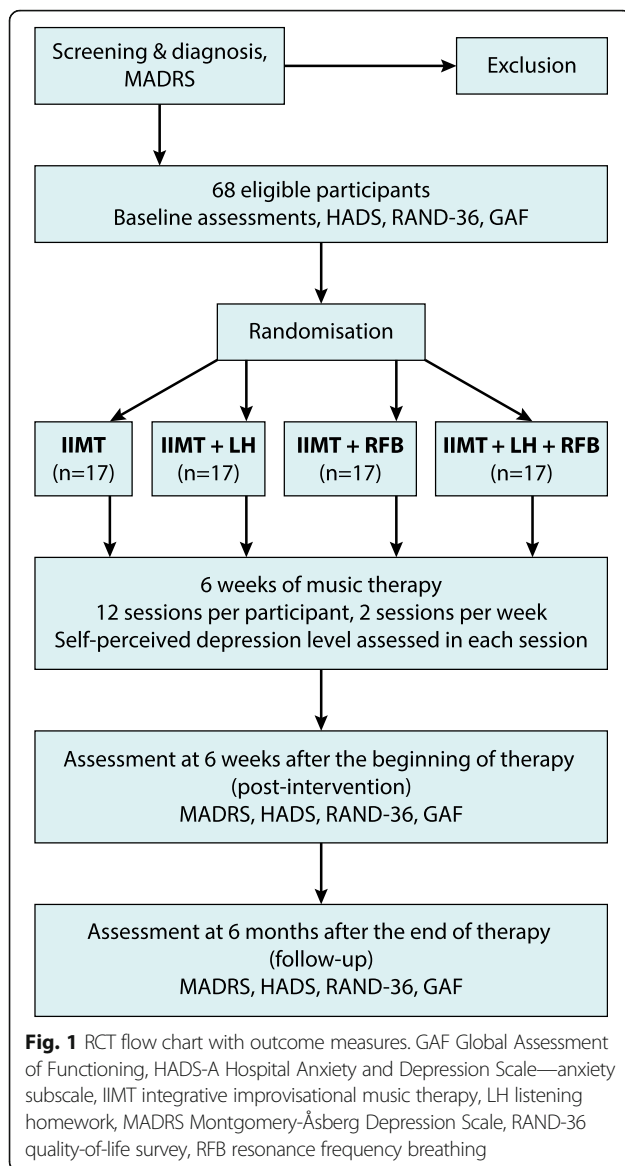 Screening & diagnosis,
MADRS
Exclusion
68 eligible participants
Baseline assessments, HADS, RAND-36, GAF
Randomisation
IIMT
(n=17)
IIMT + LH
(n=17)
IIMT + RFB
(n=17)
IIMT + LH + RFB
(n=17)
6 weeks of music therapy
12 sessions per participant, 2 sessions per week
Self-perceived depression level assessed in each session
Assessment at 6 weeks after the beginning of therapy
(post-intervention)
MADRS, HADS, RAND-36, GAF
Assessment at 6 months after the end of therapy
(follow-up)
MADRS, HADS, RAND-36, GAF
Fig. 1 RCT flow chart with outcome measures. GAF Global Assessment
of Functioning, HADS-A Hospital Anxiety and Depression Scale—anxiety
subscale, IIMT integrative improvisational music therapy, LH listening
homework, MADRS Montgomery-Åsberg Depression Scale, RAND-36
quality-of-life survey, RFB resonance frequency breathing